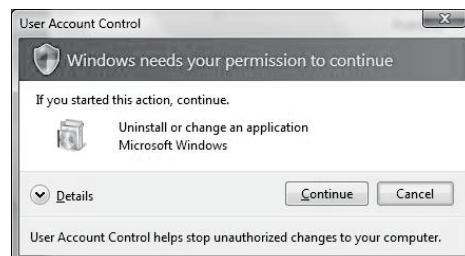 User Account Control
Windows needs your permission to continue
If you started this action, continue.
Uninstall or change an application
Microsoft Windows
Details
Continue
Cancel
User Account Control helps stop unauthorized changes to your computer.